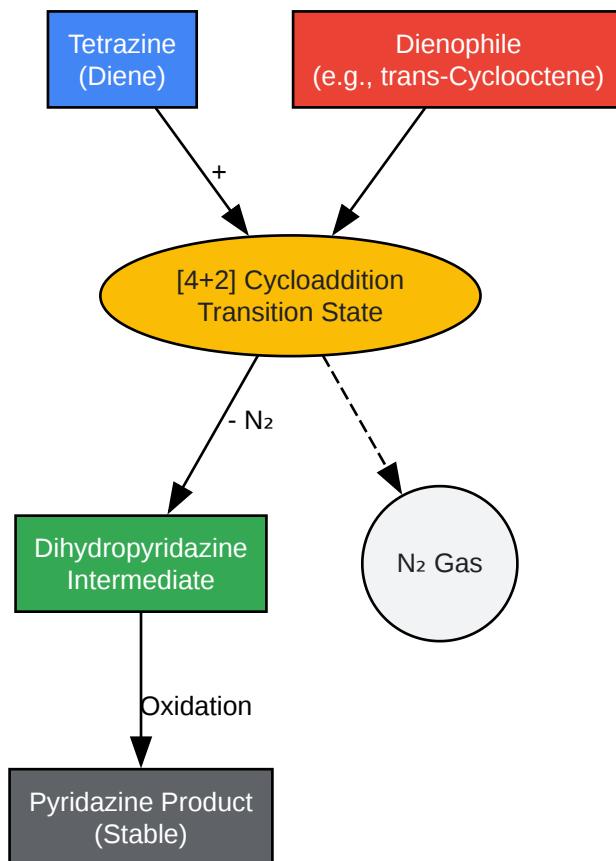 Tetrazine
(Diene)
Dienophile
(e.g., trans-Cyclooctene)
+
[4+2] Cycloaddition
Transition State
- N₂
Dihydropyridazine
Intermediate
N₂ Gas
Oxidation
Pyridazine Product
(Stable)